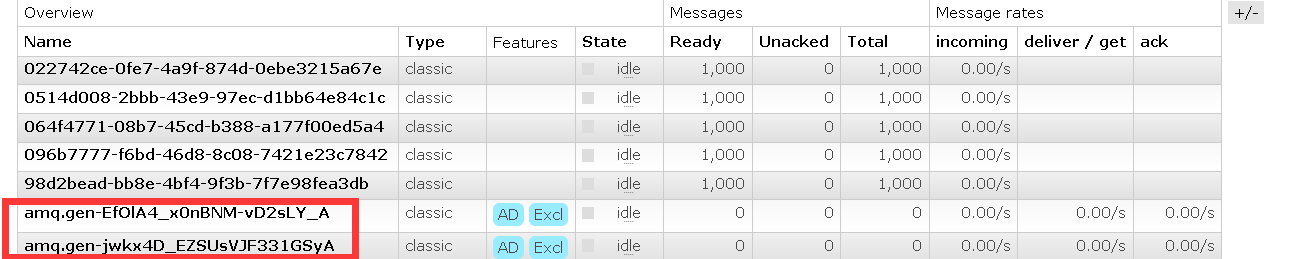 Overview Messages Message rates +/-
Name Type Features State Ready Unacked Total incoming deliver / get ack
022742ce-0fe7-4a9f-874d-0ebe3215a67e classic idle 1,000 0 1,000 0.00/s
0514d008-2bbb-43e9-97ec-d1bb64e84c1c classic idle 1,000 0 1,000 0.00/s
064f4771-08b7-45cd-b388-a177f00ed5a4 classic idle 1,000 0 1,000 0.00/s
096b7777-f6bd-46d8-8c08-7421e23c7842 classic idle 1,000 0 1,000 0.00/s
98d2bead-bb8e-4bf4-9f3b-7f7e98fea3db classic idle 1,000 0 1,000 0.00/s
amq.gen-EfOlA4_x0nBNM-vD2sLY_A classic AD Excl idle 0 0 0 0.00/s 0.00/s
amq.gen-jwkx4D_EZSUsVJF331GSyA classic AD Excl idle 0 0 0 0.00/s 0.00/s